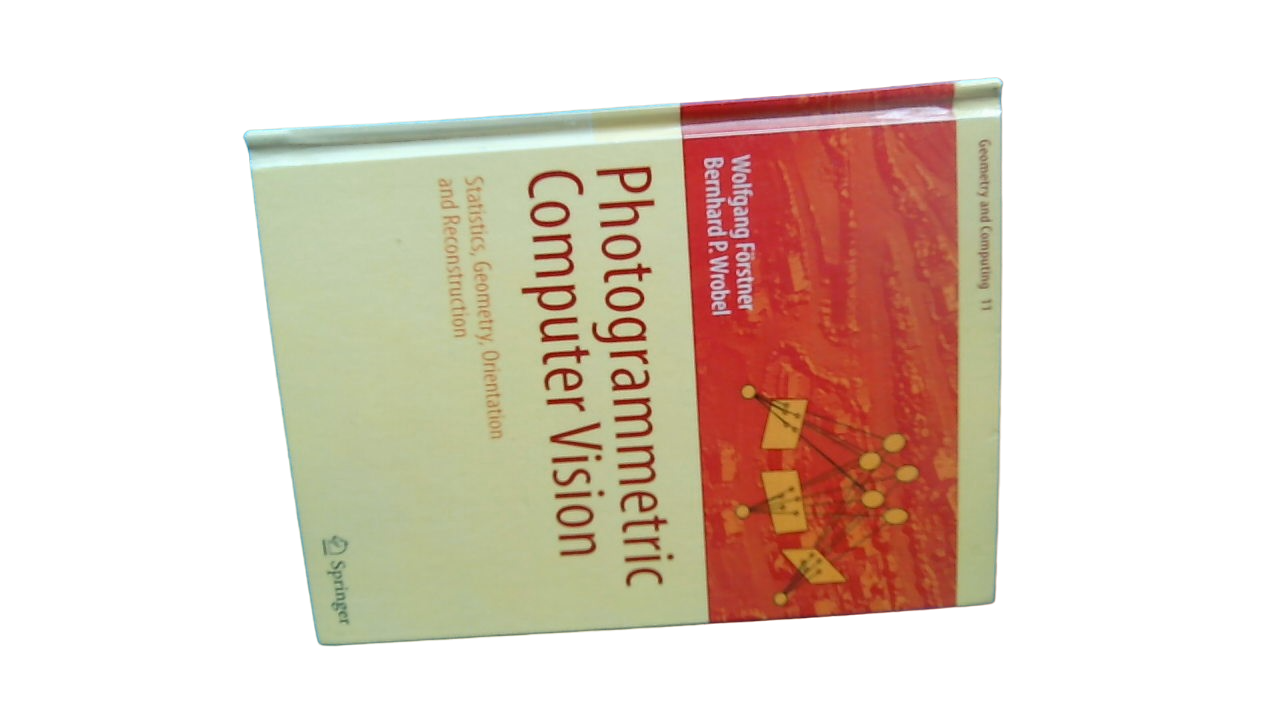 Geometry and Computing 11
Wolfgang Förstner
Bernhard P. Wrobel
Photogrammetric
Computer Vision
Statistics, Geometry, Orientation
and Reconstruction
Springer